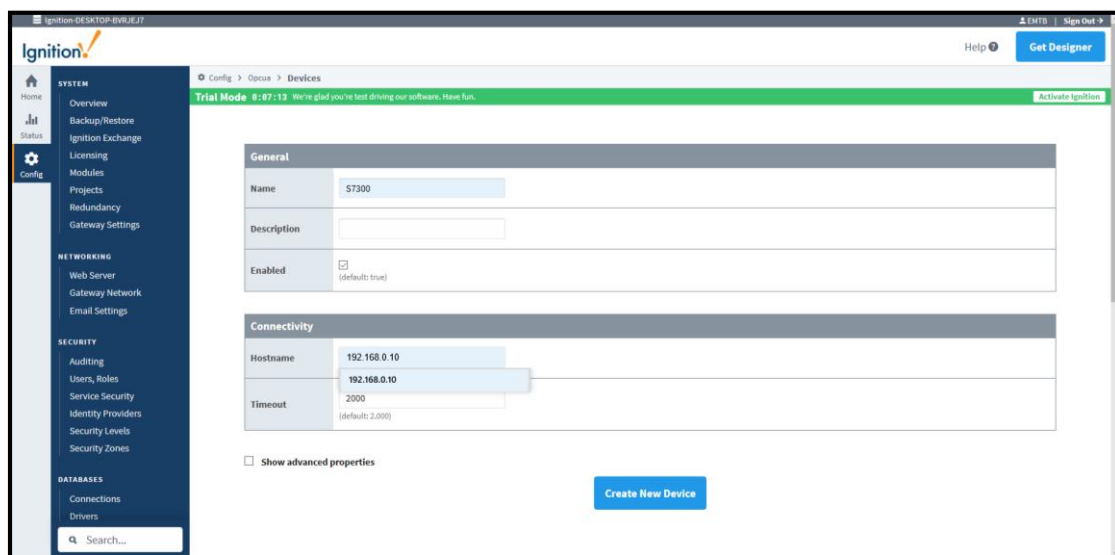 Ignition-DESKTOP-BVRJEJ7
EMTB | Sign Out
Ignition!
Help
Get Designer
Home
Status
Config
SYSTEM
Overview
Backup/Restore
Ignition Exchange
Licensing
Modules
Projects
Redundancy
Gateway Settings
NETWORKING
Web Server
Gateway Network
Email Settings
SECURITY
Auditing
Users, Roles
Service Security
Identity Providers
Security Levels
Security Zones
DATABASES
Connections
Drivers
Search...
Config > Opcua > Devices
Trial Mode 0:07:13 We're glad you're test driving our software. Have fun.
Activate Ignition
General
Name S7300
Description
Enabled
(default: true)
Connectivity
Hostname 192.168.0.10
192.168.0.10
Timeout 2000
(default: 2.000)
Show advanced properties
Create New Device